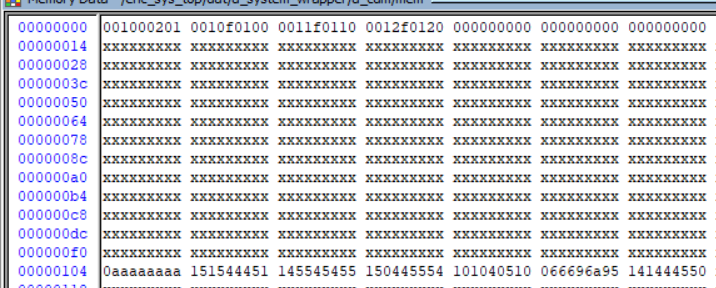 Memory Data
00000000 001000201 0010f0100 0011f0110 0012f0120 000000000 000000000 000000000
00000014 xxxxxxxxx xxxxxxxxx xxxxxxxxx xxxxxxxxx xxxxxxxxx xxxxxxxxx xxxxxxxxx
00000028 xxxxxxxxx xxxxxxxxx xxxxxxxxx xxxxxxxxx xxxxxxxxx xxxxxxxxx xxxxxxxxx
0000003c xxxxxxxxx xxxxxxxxx xxxxxxxxx xxxxxxxxx xxxxxxxxx xxxxxxxxx xxxxxxxxx
00000050 xxxxxxxxx xxxxxxxxx xxxxxxxxx xxxxxxxxx xxxxxxxxx xxxxxxxxx xxxxxxxxx
00000064 xxxxxxxxx xxxxxxxxx xxxxxxxxx xxxxxxxxx xxxxxxxxx xxxxxxxxx xxxxxxxxx
00000078 xxxxxxxxx xxxxxxxxx xxxxxxxxx xxxxxxxxx xxxxxxxxx xxxxxxxxx xxxxxxxxx
0000008c xxxxxxxxx xxxxxxxxx xxxxxxxxx xxxxxxxxx xxxxxxxxx xxxxxxxxx xxxxxxxxx
000000a0 xxxxxxxxx xxxxxxxxx xxxxxxxxx xxxxxxxxx xxxxxxxxx xxxxxxxxx xxxxxxxxx
000000b4 xxxxxxxxx xxxxxxxxx xxxxxxxxx xxxxxxxxx xxxxxxxxx xxxxxxxxx xxxxxxxxx
000000c8 xxxxxxxxx xxxxxxxxx xxxxxxxxx xxxxxxxxx xxxxxxxxx xxxxxxxxx xxxxxxxxx
000000dc xxxxxxxxx xxxxxxxxx xxxxxxxxx xxxxxxxxx xxxxxxxxx xxxxxxxxx xxxxxxxxx
000000f0 xxxxxxxxx xxxxxxxxx xxxxxxxxx xxxxxxxxx xxxxxxxxx xxxxxxxxx xxxxxxxxx
00000104 0aaaaaaaa 151544451 145545455 150445554 101040510 066696a95 141444550